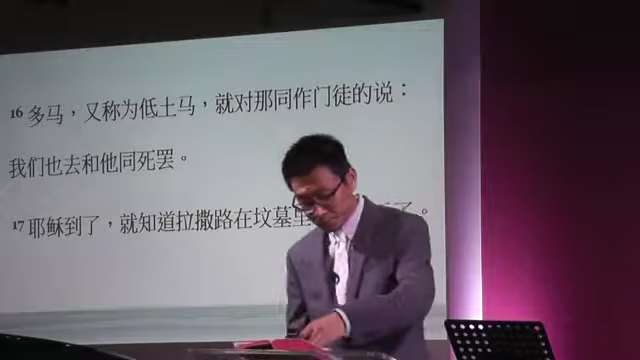 16 多马，又称为低土马，就对那同作门徒的说：
我们也去和他同死罢。
17 耶稣到了，就知道拉撒路在坟墓里 了。